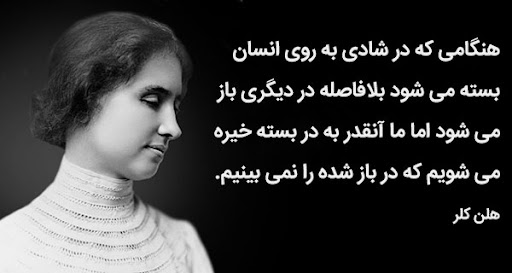 هنگامی که در شادی به روی انسان
بسته می شود بلافاصله در دیگری باز
می شود اما ما آنقدر به در بسته خیره
می شویم که در باز شده را نمی بینیم.
هلن کلر